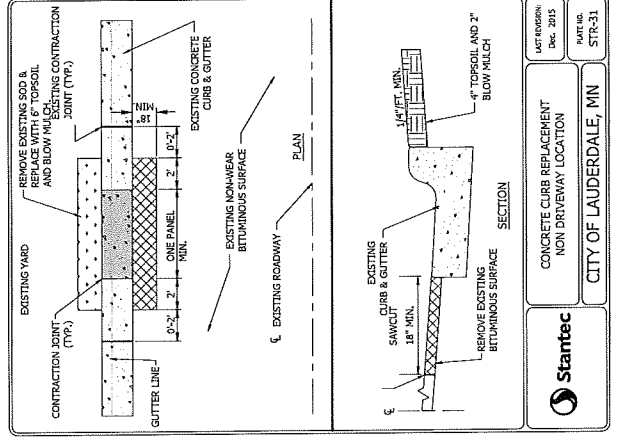 EXISTING YARD
REMOVE EXISTING SOD &
REPLACE WITH 6" TOPSOIL
AND BLOW MULCH.
EXISTING CONTRACTION
JOINT (TYP.)
CONTRACTION JOINT
(TYP.)
18"
MIN.
GUTTER LINE
0'-2'
2'
ONE PANEL
MIN.
2'
0'-2'
EXISTING CONCRETE
CURB & GUTTER
EXISTING NON-WEAR
BITUMINOUS SURFACE
℄ EXISTING ROADWAY
PLAN
℄
SAWCUT
18" MIN.
EXISTING
CURB & GUTTER
1/4"/FT. MIN.
REMOVE EXISTING
BITUMINOUS SURFACE
4" TOPSOIL AND 2"
BLOW MULCH
SECTION
Stantec
CONCRETE CURB REPLACEMENT
NON DRIVEWAY LOCATION
CITY OF LAUDERDALE, MN
LAST REVISION:
Dec. 2015
PLATE NO.
STR-31